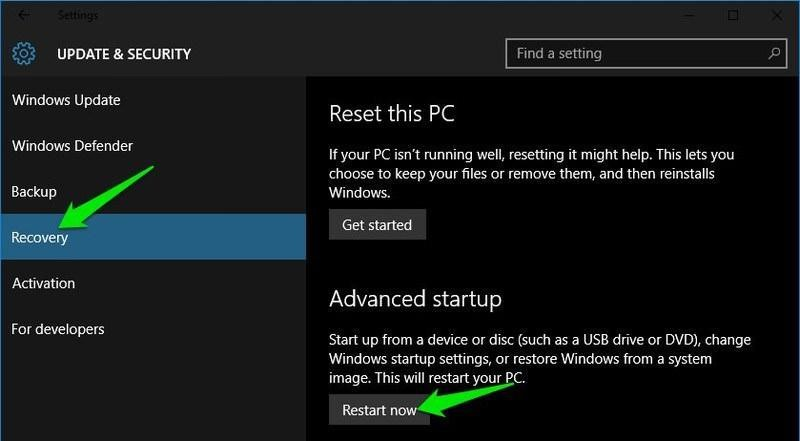 Settings
UPDATE & SECURITY
Find a setting
Windows Update
Windows Defender
Backup
Recovery
Activation
For developers
Reset this PC
If your PC isn't running well, resetting it might help. This lets you
choose to keep your files or remove them, and then reinstalls
Windows.
Get started
Advanced startup
Start up from a device or disc (such as a USB drive or DVD), change
Windows startup settings, or restore Windows from a system
image. This will restart your PC.
Restart now